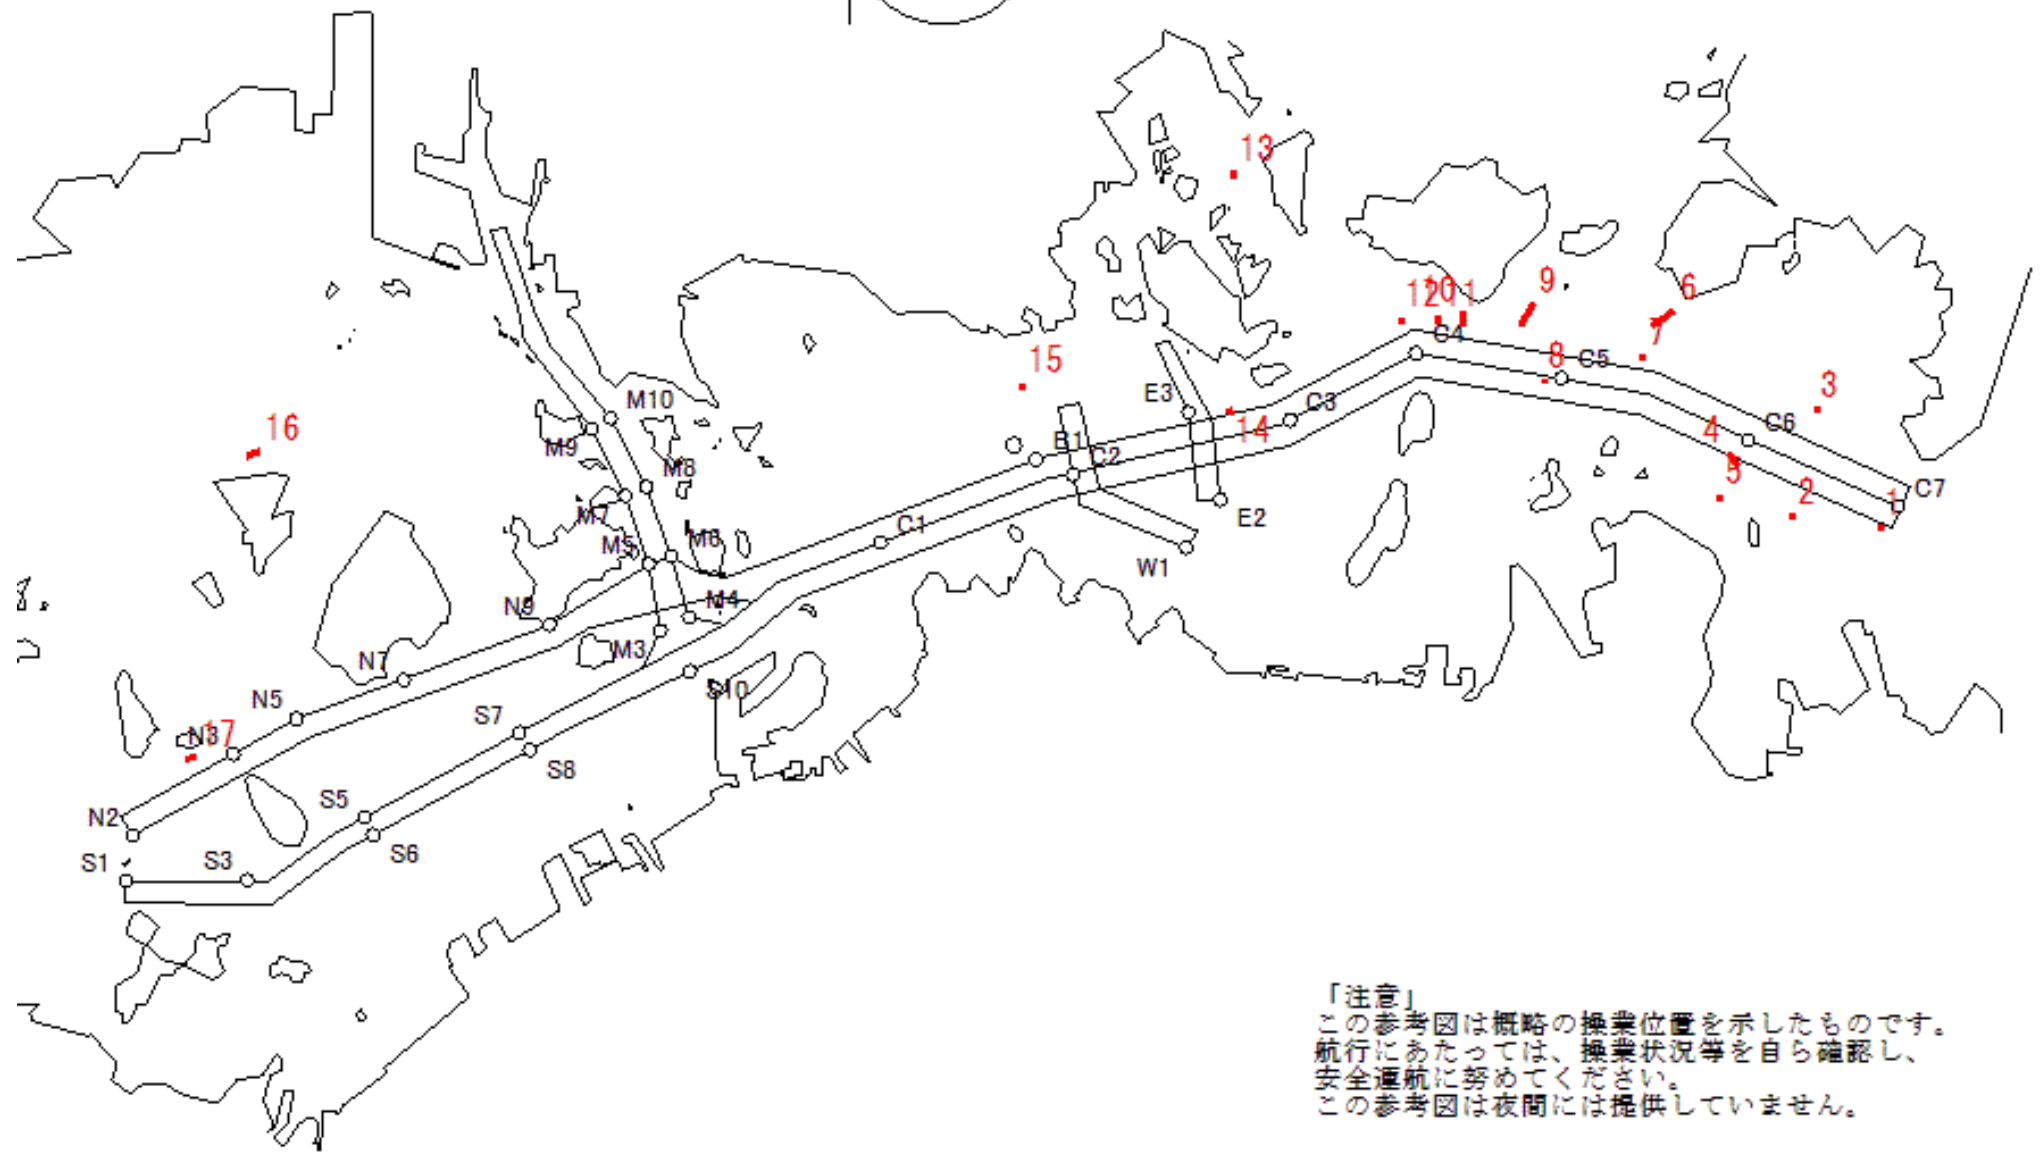 13
10
12
11
9
6
7
C4
8
C5
15
E3
C3
3
14
4
C6
5
2
1
C7
M10
16
M9
M8
B1
C2
M7
M5
M6
C1
E2
W1
N9
M4
M3
N7
S10
N5
S7
N3
17
S8
S5
N2
S1
S3
S6
「注意」
この参考図は概略の操業位置を示したものです。
航行にあたっては、操業状況等を自ら確認し、
安全運航に努めてください。
この参考図は夜間には提供していません。